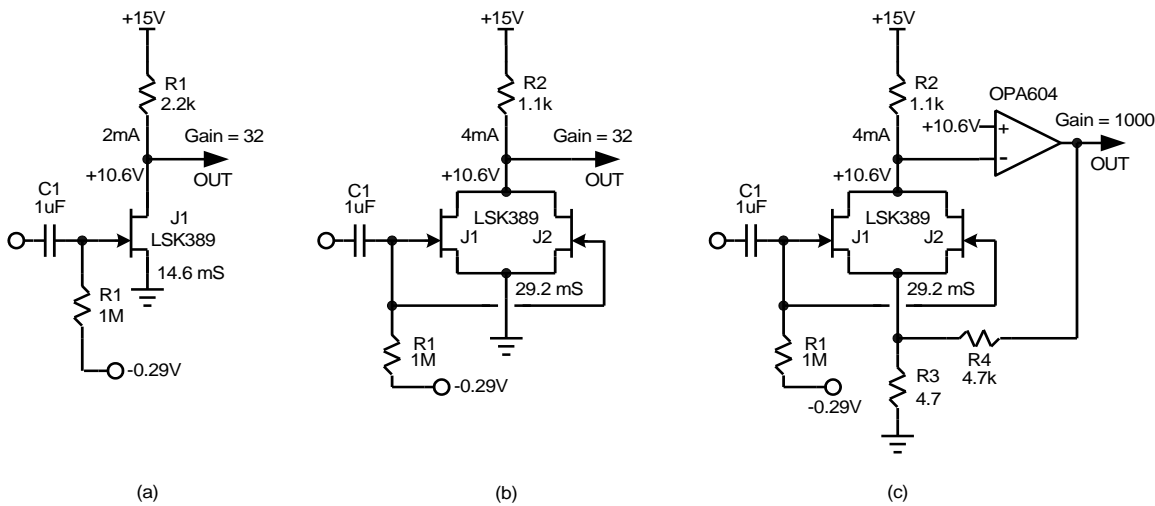 +15V
R1
2.2k
2mA
Gain = 32
+10.6V
OUT
C1
1uF
J1
LSK389
14.6 mS
R1
1M
-0.29V
(a)
+15V
R2
1.1k
4mA
Gain = 32
+10.6V
OUT
C1
1uF
LSK389
J1
J2
29.2 mS
R1
1M
-0.29V
(b)
+15V
R2
1.1k
OPA604
4mA
+10.6V
+
-
Gain = 1000
OUT
+10.6V
C1
1uF
LSK389
J1
J2
29.2 mS
R1
1M
-0.29V
R4
4.7k
R3
4.7
(c)